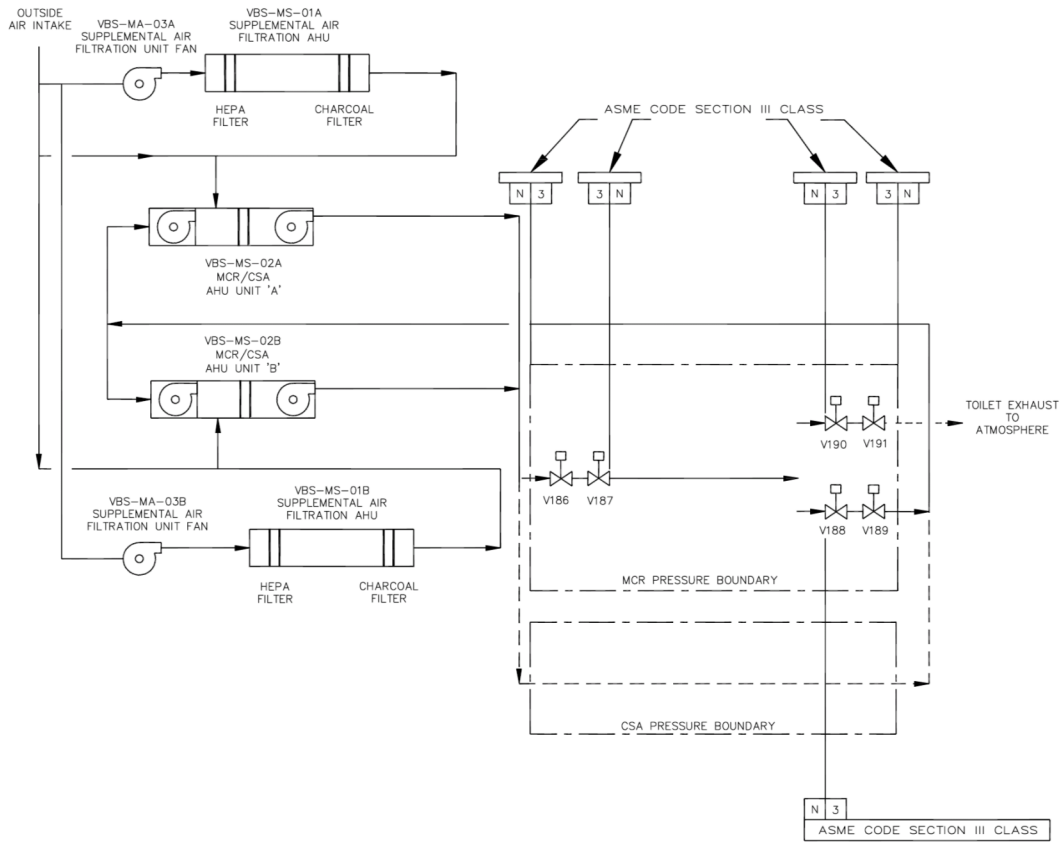 OUTSIDE
AIR INTAKE
VBS-MA-03A
SUPPLEMENTAL AIR
FILTRATION UNIT FAN
VBS-MS-01A
SUPPLEMENTAL AIR
FILTRATION AHU
HEPA
FILTER
CHARCOAL
FILTER
ASME CODE SECTION III CLASS
N 3
3 N
N 3
3 N
VBS-MS-02A
MCR/CSA
AHU UNIT 'A'
VBS-MS-02B
MCR/CSA
AHU UNIT 'B'
TOILET EXHAUST
TO
ATMOSPHERE
V190
V191
V186
V187
V188
V189
VBS-MA-03B
SUPPLEMENTAL AIR
FILTRATION UNIT FAN
VBS-MS-01B
SUPPLEMENTAL AIR
FILTRATION AHU
HEPA
FILTER
CHARCOAL
FILTER
MCR PRESSURE BOUNDARY
CSA PRESSURE BOUNDARY
N 3
ASME CODE SECTION III CLASS